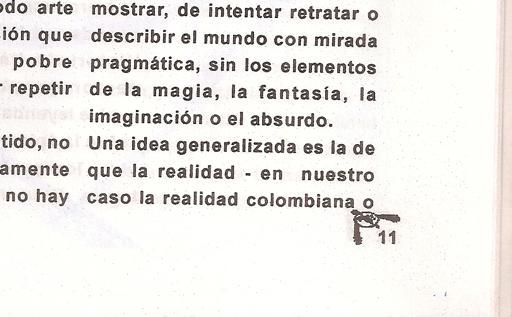 odo arte
ión que
pobre
repetir
tido, no
amente
no hay
mostrar, de intentar retratar o
describir el mundo con mirada
pragmática, sin los elementos
de la magia, la fantasía, la
imaginación o el absurdo.
Una idea generalizada es la de
que la realidad - en nuestro
caso la realidad colombiana o
11